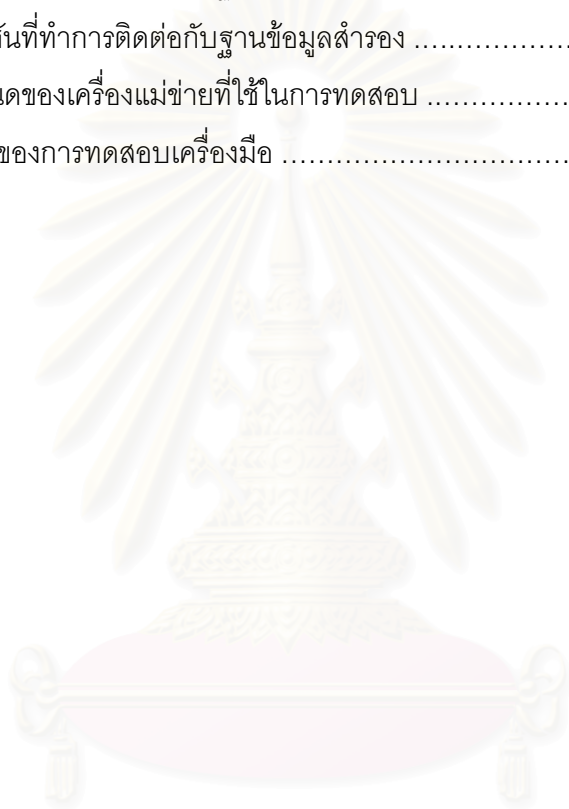 ันที่ทำการติดต่อกับฐานข้อมูลสำรอง ........................
นดของเครื่องแม่ข่ายที่ใช้ในการทดสอบ ........................
ของการทดสอบเครื่องมือ ........................................